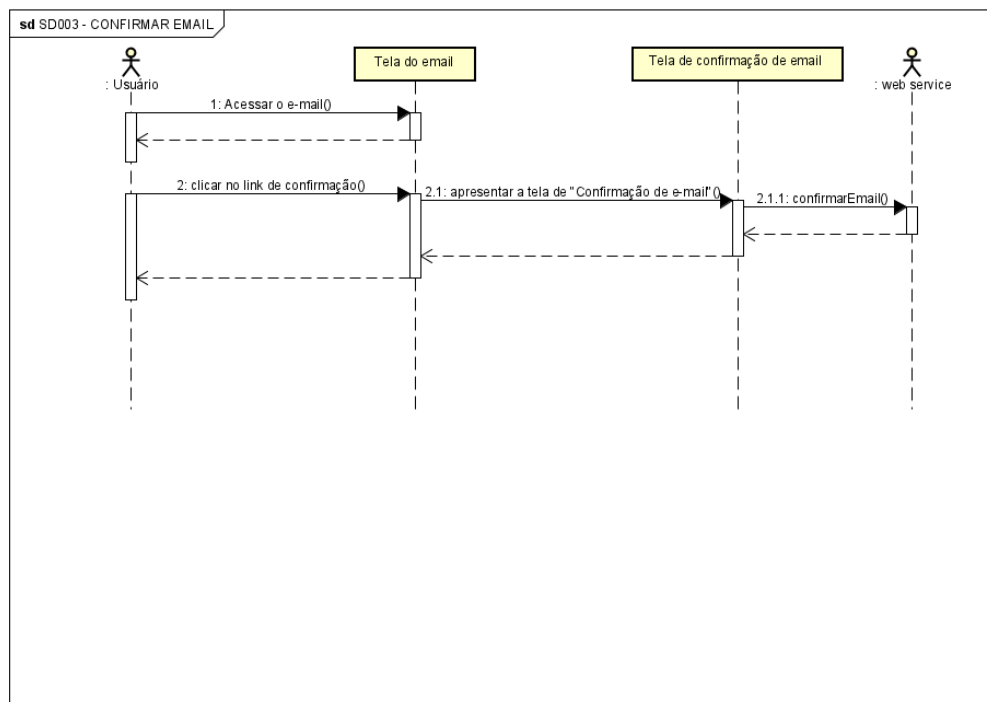 sd SD003 - CONFIRMAR EMAIL
Tela do email
Tela de confirmação de email
: Usuário
: web service
1: Acessar o e-mail()
2: clicar no link de confirmação()
2.1: apresentar a tela de "Confirmação de e-mail"()
2.1.1: confirmarEmail()